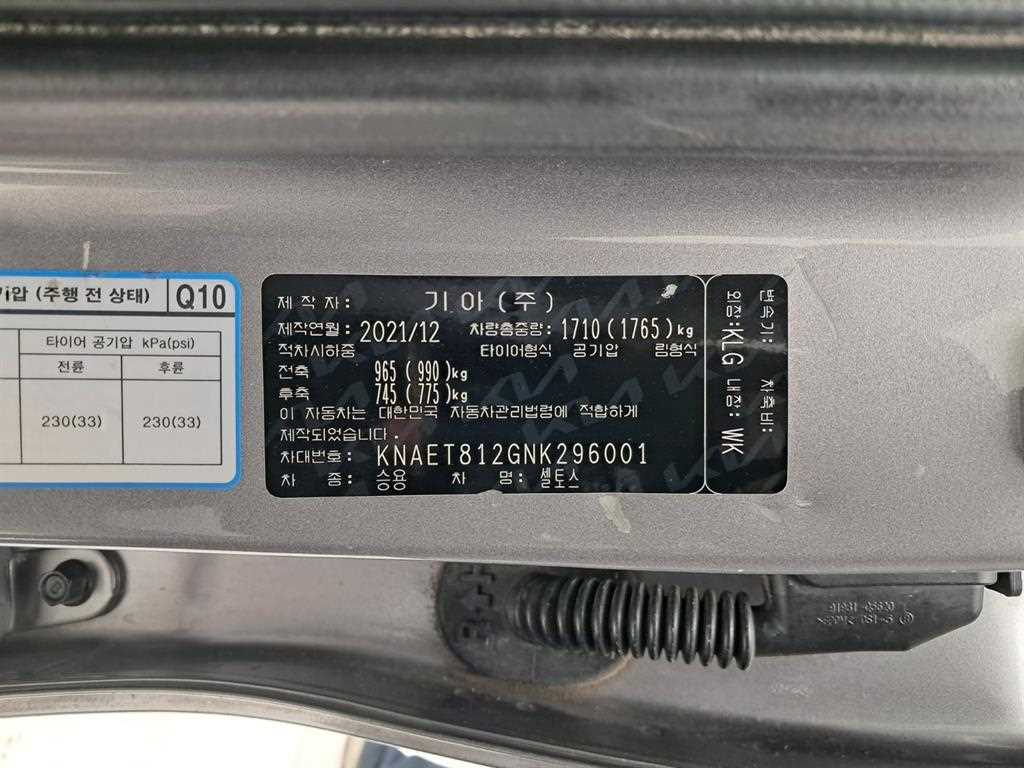 기압 (주행 전 상태) Q10
타이어 공기압 kPa(psi)
전륜 후륜
230(33) 230(33)
제 작 자: 기 아 (주)
제작연월: 2021/12 차량총중량: 1710 (1765) kg
적차시하중 타이어형식 공기압 림형식
전축 965 ( 990) kg
후축 745 ( 775) kg
이 자동차는 대한민국 자동차관리법령에 적합하게
제작되었습니다.
차대번호: KNAET812GNK296001
차 종: 승용 차 명: 셀토스
변속기: 차축비:
외장:KLG 내장: WK
91931-Q5620